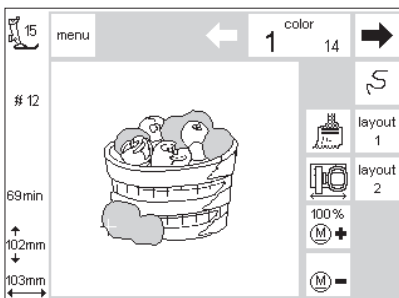 15
menu
color
1 14
# 12
layout
1
layout
2
69min
100%
M +
102mm
M -
103mm